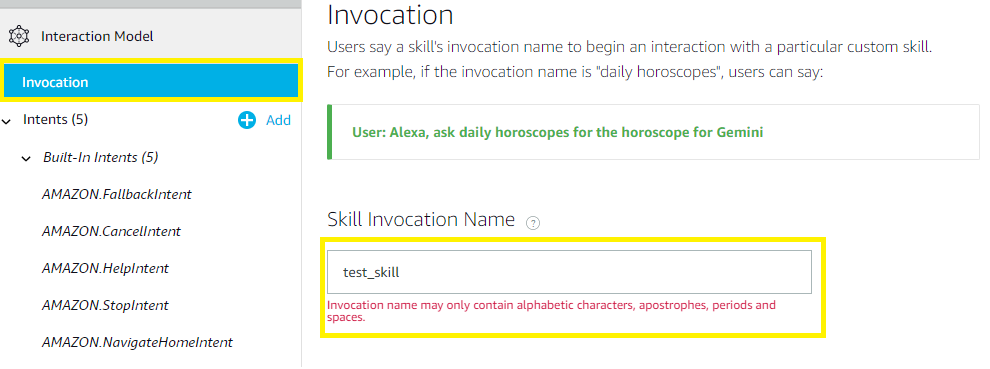 Interaction Model
Invocation
Intents (5)
Add
Built-In Intents (5)
AMAZON.FallbackIntent
AMAZON.CancelIntent
AMAZON.HelpIntent
AMAZON.StopIntent
AMAZON.NavigateHomeIntent
Invocation
Users say a skill's invocation name to begin an interaction with a particular custom skill.
For example, if the invocation name is "daily horoscopes", users can say:
User: Alexa, ask daily horoscopes for the horoscope for Gemini
Skill Invocation Name ?
test_skill
Invocation name may only contain alphabetic characters, apostrophes, periods and
spaces.